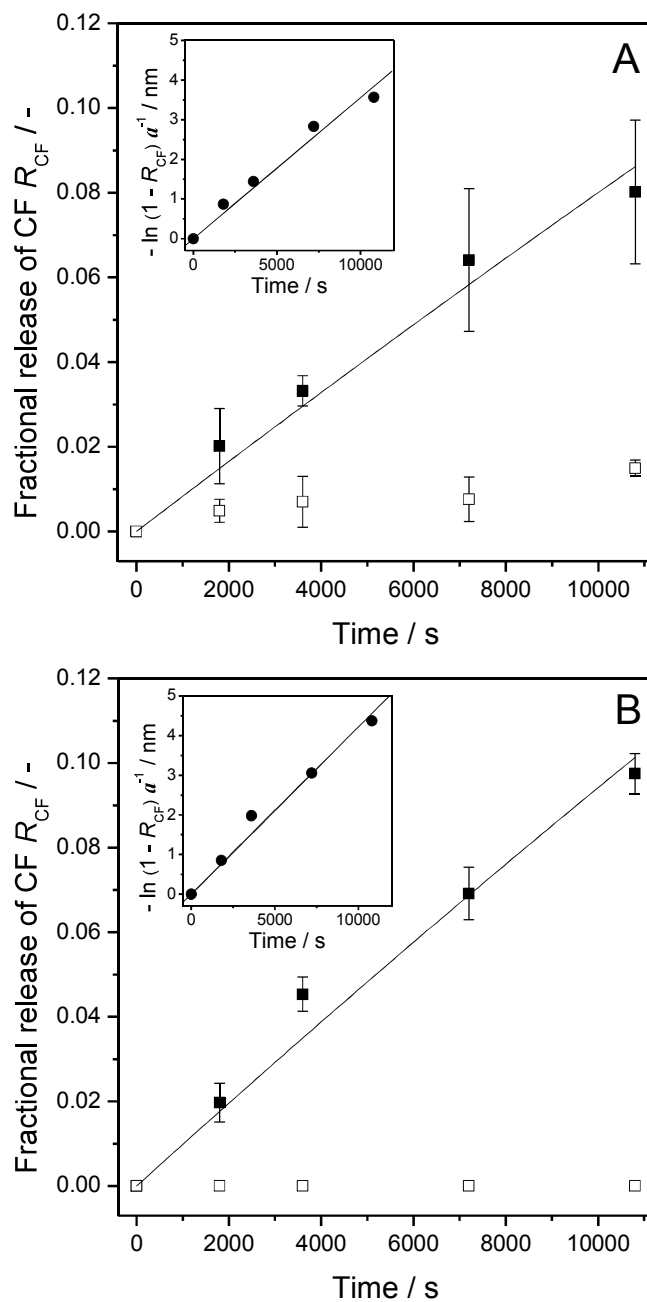 A
Fractional release of CF R_CF / -
0.12
0.10
0.08
0.06
0.04
0.02
0.00
0 2000 4000 6000 8000 10000
Time / s
- ln (1 - R_CF) a^-1 / nm
5
4
3
2
1
0
0 5000 10000
Time / s
B
Fractional release of CF R_CF / -
0.12
0.10
0.08
0.06
0.04
0.02
0.00
0 2000 4000 6000 8000 10000
Time / s
- ln (1 - R_CF) a^-1 / nm
5
4
3
2
1
0
0 5000 10000
Time / s